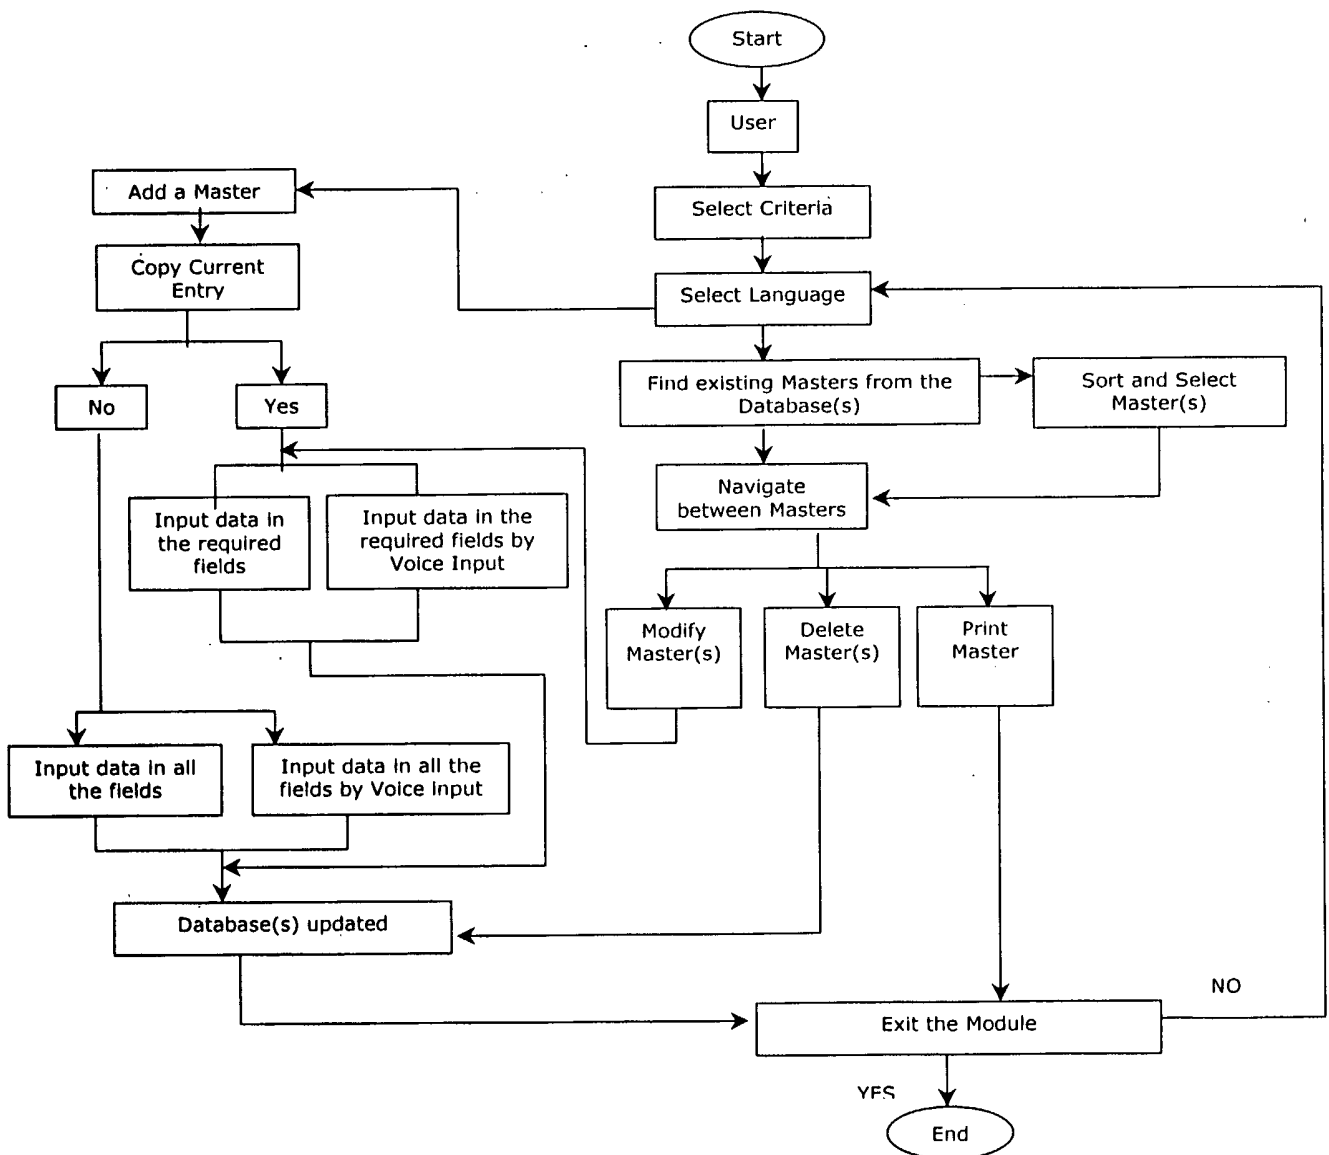 Start
User
Add a Master
Select Criteria
Copy Current
Entry
Select Language
Find existing Masters from the
Database(s)
Sort and Select
Master(s)
No
Yes
Navigate
between Masters
Input data in
the required
fields
Input data in the
required fields by
Voice Input
Modify
Master(s)
Delete
Master(s)
Print
Master
Input data in all
the fields
Input data in all the
fields by Voice input
Database(s) updated
NO
Exit the Module
YES
End